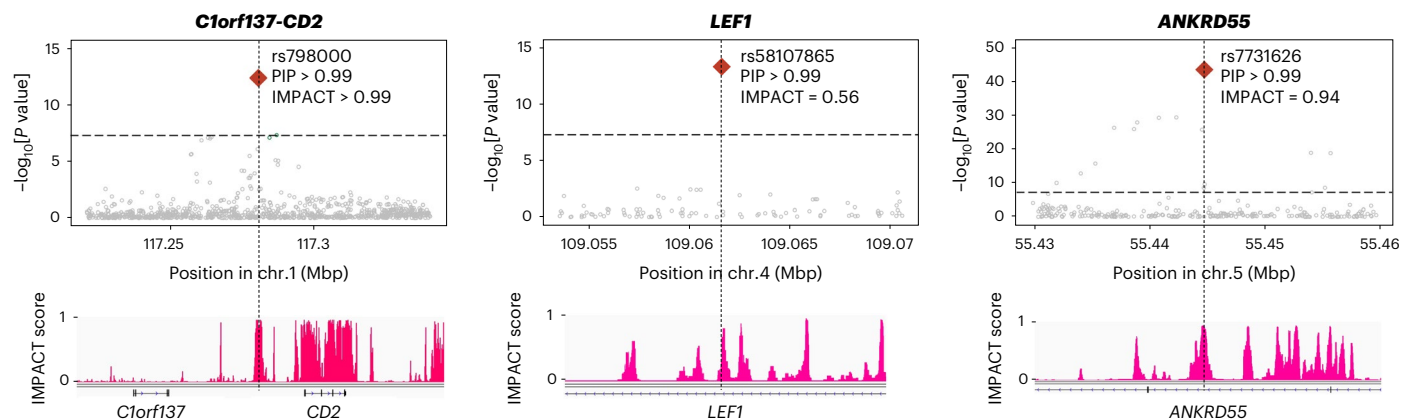 C1orf137-CD2
rs798000
PIP > 0.99
IMPACT > 0.99
–log10[P value]
15
10
5
0
117.25
117.3
Position in chr.1 (Mbp)
IMPACT score
1
0
C1orf137
CD2
LEF1
rs58107865
PIP > 0.99
IMPACT = 0.56
–log10[P value]
15
10
5
0
109.055
109.06
109.065
109.07
Position in chr.4 (Mbp)
IMPACT score
1
0
LEF1
ANKRD55
rs7731626
PIP > 0.99
IMPACT = 0.94
–log10[P value]
50
40
30
20
10
0
55.43
55.44
55.45
55.46
Position in chr.5 (Mbp)
IMPACT score
1
0
ANKRD55